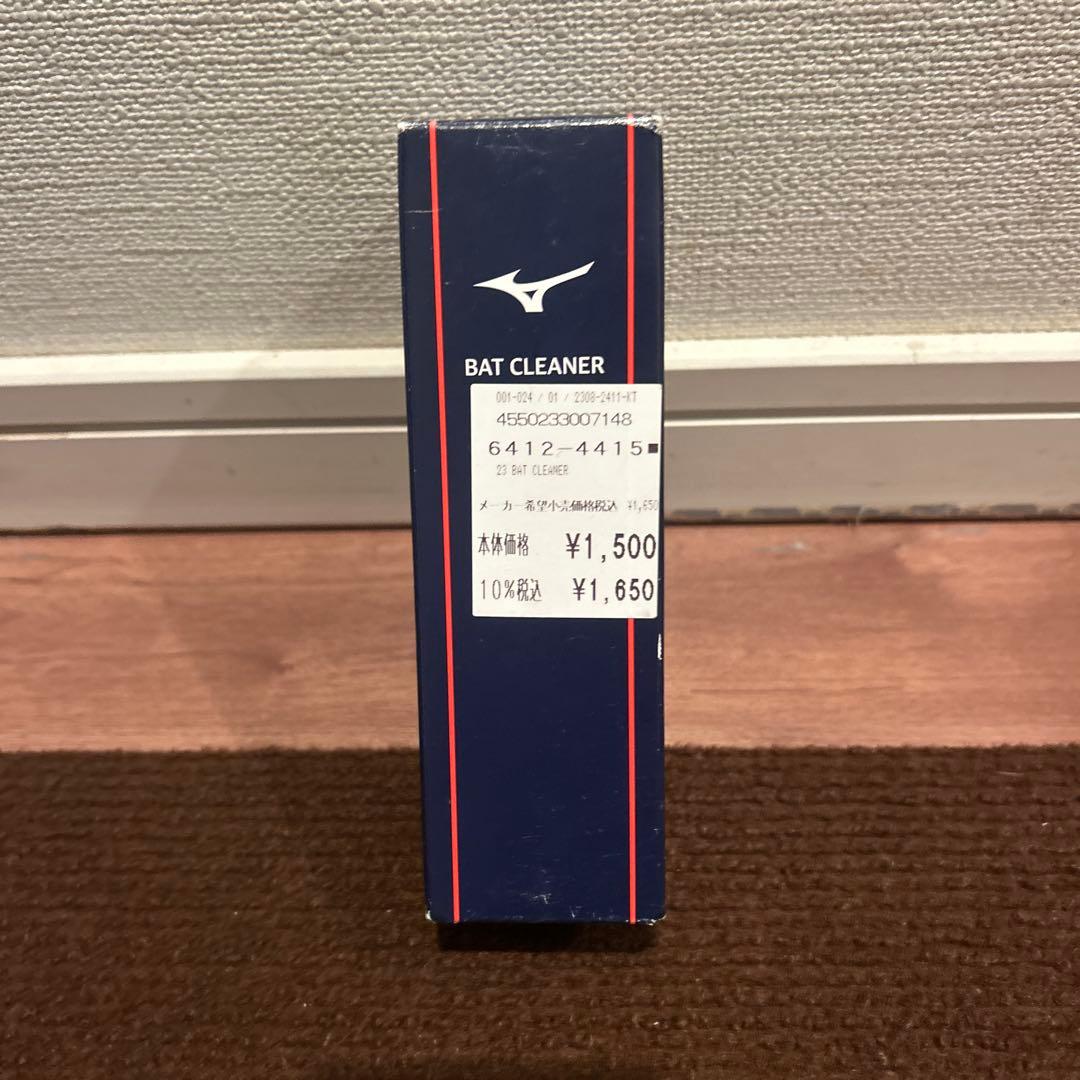 BAT CLEANER
001-024 / 01 / 2308-2411-KT
4550233007148
6412-4415■
23 BAT CLEANER
メーカー希望小売価格税込 ¥1,650
本体価格 ¥1,500
10%税込 ¥1,650